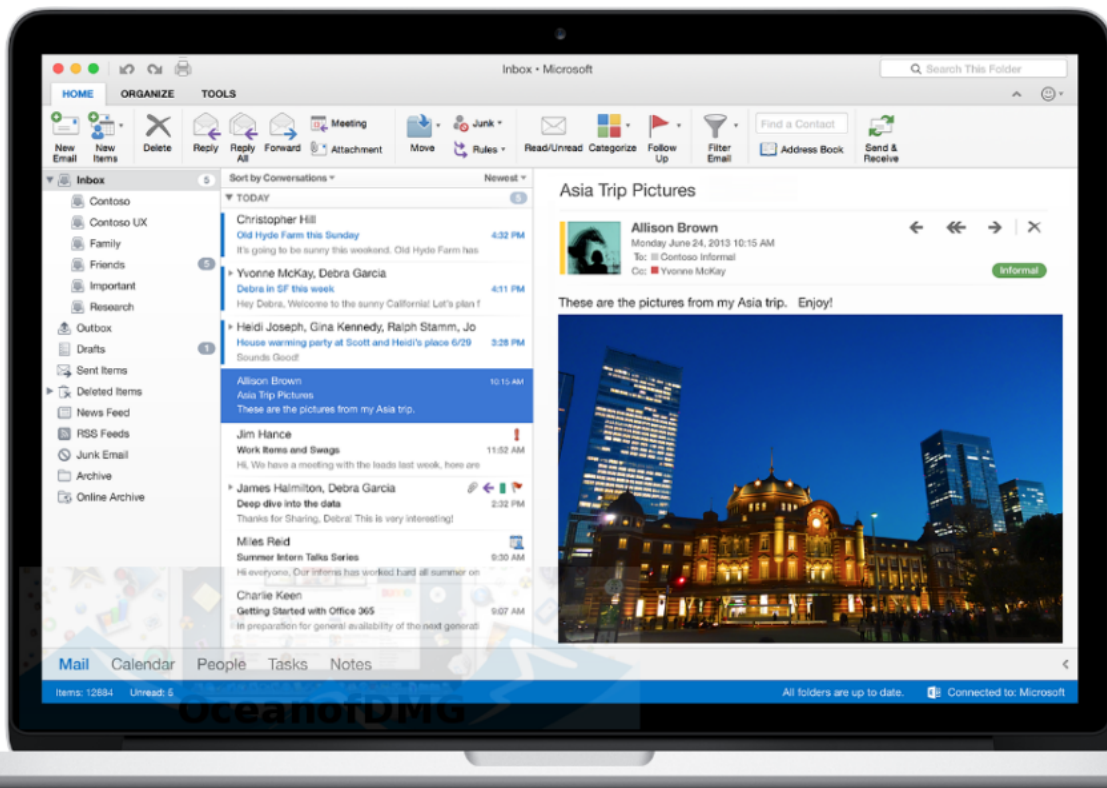 Inbox • Microsoft
Search This Folder
HOME ORGANIZE TOOLS
New Email
New Items
Delete
Reply
Reply All
Forward
Meeting
Attachment
Move
Junk
Rules
Read/Unread
Categorize
Follow Up
Filter Email
Find a Contact
Address Book
Send & Receive
Inbox 5
Contoso
Contoso UX
Family
Friends 5
Important
Research
Outbox
Drafts 1
Sent Items
Deleted Items
News Feed
RSS Feeds
Junk Email
Archive
Online Archive
Sort by Conversations Newest
TODAY 5
Christopher Hill
Old Hyde Farm this Sunday 4:32 PM
It's going to be sunny this weekend. Old Hyde Farm has
Yvonne McKay, Debra Garcia
Debra in SF this week 4:11 PM
Hey Debra, Welcome to the sunny California! Let's plan f
Heidi Joseph, Gina Kennedy, Ralph Stamm, Jo
House warming party at Scott and Heidi's place 6/29 3:28 PM
Sounds Good!
Allison Brown 10:15 AM
Asia Trip Pictures
These are the pictures from my Asia trip.
Jim Hance
Work Items and Swags 11:52 AM
Hi, We have a meeting with the leads last week, here are
James Halmilton, Debra Garcia
Deep dive into the data 2:32 PM
Thanks for Sharing, Debra! This is very interesting!
Miles Reid
Summer Intern Talks Series 9:30 AM
Hi everyone, Our interns has worked hard all summer on
Charlie Keen
Getting Started with Office 365 9:07 AM
In preparation for general availability of the next generati
Asia Trip Pictures
Allison Brown
Monday June 24, 2013 10:15 AM
To: Contoso Informal
Cc: Yvonne McKay
Informal
These are the pictures from my Asia trip. Enjoy!
Mail Calendar People Tasks Notes
Items: 12884 Unread: 5 All folders are up to date. Connected to: Microsoft
OceanofDMG